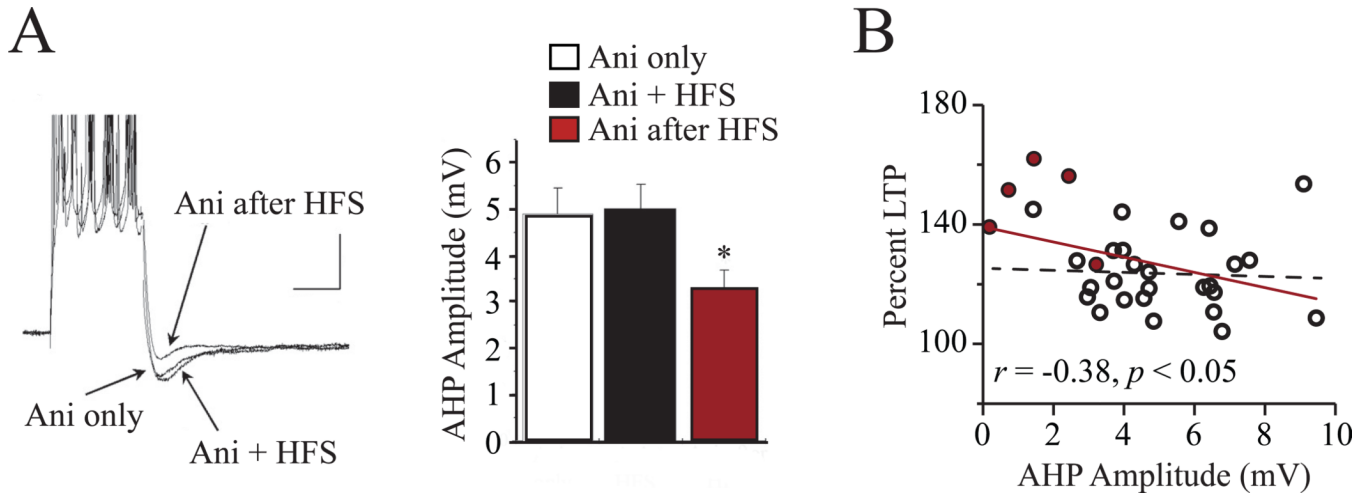 A
Ani after HFS
Ani only
Ani + HFS
Ani only
Ani + HFS
Ani after HFS
AHP Amplitude (mV)
6
5
4
3
2
1
0
*
B
Percent LTP
180
140
100
r = -0.38, p < 0.05
0 2 4 6 8 10
AHP Amplitude (mV)